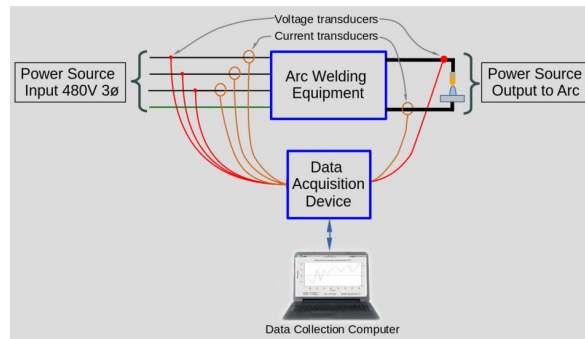 Voltage transducers
Current transducers
Power Source
Input 480V 3ø
Arc Welding
Equipment
Power Source
Output to Arc
Data
Acquisition
Device
Data Collection Computer